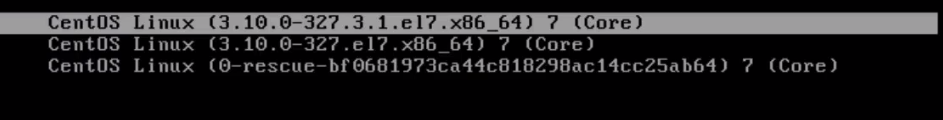 CentOS Linux (3.10.0-327.3.1.el7.x86_64) 7 (Core)
CentOS Linux (3.10.0-327.el7.x86_64) 7 (Core)
CentOS Linux (0-rescue-bf0681973ca44c818298ac14cc25ab64) 7 (Core)